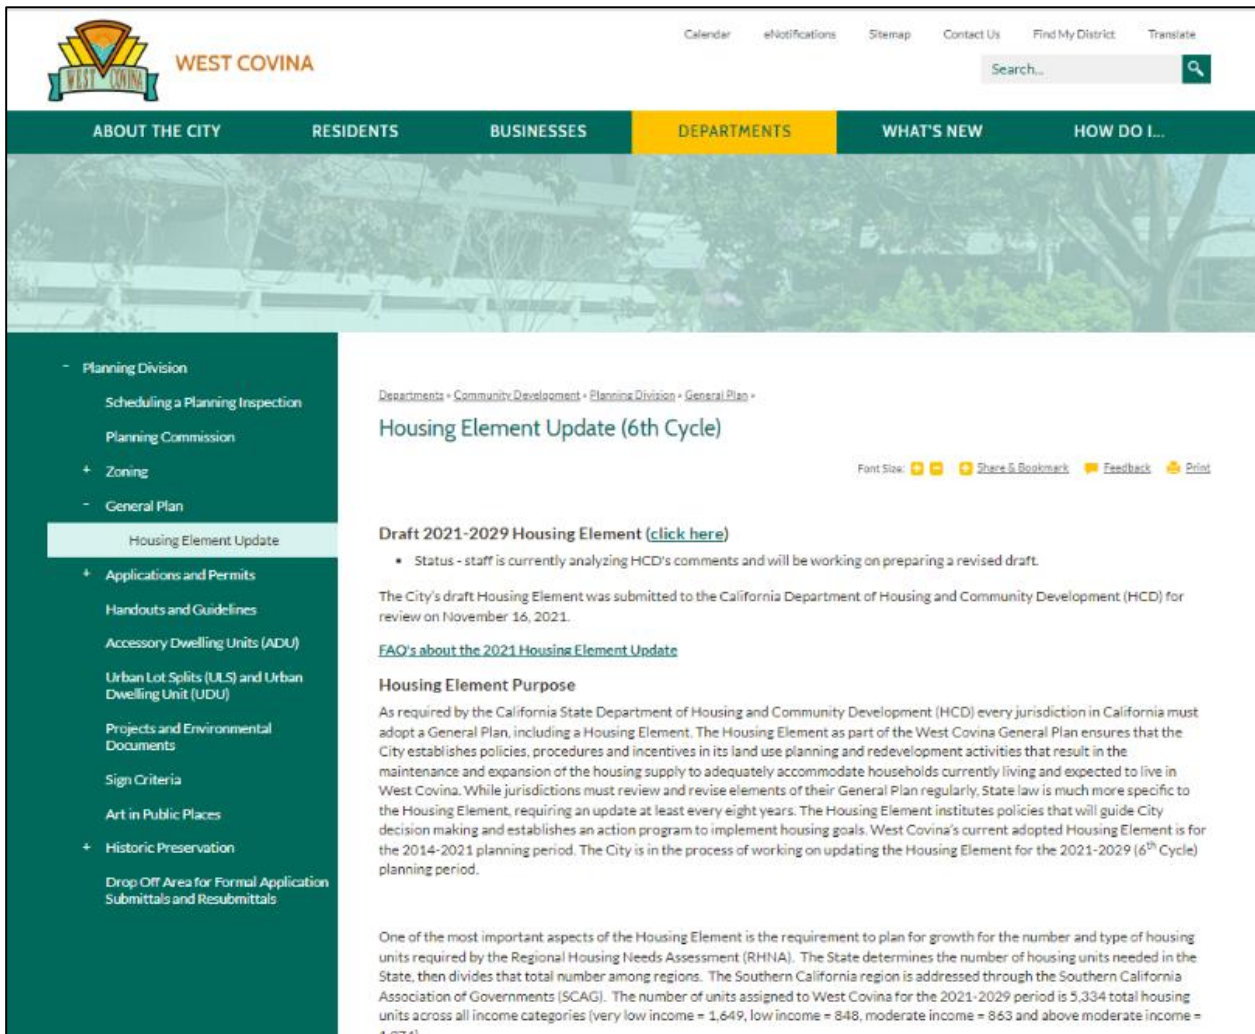 WEST COVINA
WEST COVINA
Calendar eNotifications Sitemap Contact Us Find My District Translate
Search...
ABOUT THE CITY RESIDENTS BUSINESSES DEPARTMENTS WHAT'S NEW HOW DO I...
- Planning Division
Scheduling a Planning Inspection
Planning Commission
+ Zoning
- General Plan
Housing Element Update
+ Applications and Permits
Handouts and Guidelines
Accessory Dwelling Units (ADU)
Urban Lot Splits (ULS) and Urban
Dwelling Unit (UDU)
Projects and Environmental
Documents
Sign Criteria
Art in Public Places
+ Historic Preservation
Drop Off Area for Formal Application
Submittals and Resubmittals
Departments » Community Development » Planning Division » General Plan »
Housing Element Update (6th Cycle)
Font Size: + - + Share & Bookmark Feedback Print
Draft 2021-2029 Housing Element (click here)
• Status - staff is currently analyzing HCD's comments and will be working on preparing a revised draft.
The City's draft Housing Element was submitted to the California Department of Housing and Community Development (HCD) for
review on November 16, 2021.
FAQ's about the 2021 Housing Element Update
Housing Element Purpose
As required by the California State Department of Housing and Community Development (HCD) every jurisdiction in California must
adopt a General Plan, including a Housing Element. The Housing Element as part of the West Covina General Plan ensures that the
City establishes policies, procedures and incentives in its land use planning and redevelopment activities that result in the
maintenance and expansion of the housing supply to adequately accommodate households currently living and expected to live in
West Covina. While jurisdictions must review and revise elements of their General Plan regularly, State law is much more specific to
the Housing Element, requiring an update at least every eight years. The Housing Element institutes policies that will guide City
decision making and establishes an action program to implement housing goals. West Covina's current adopted Housing Element is for
the 2014-2021 planning period. The City is in the process of working on updating the Housing Element for the 2021-2029 (6th Cycle)
planning period.
One of the most important aspects of the Housing Element is the requirement to plan for growth for the number and type of housing
units required by the Regional Housing Needs Assessment (RHNA). The State determines the number of housing units needed in the
State, then divides that total number among regions. The Southern California region is addressed through the Southern California
Association of Governments (SCAG). The number of units assigned to West Covina for the 2021-2029 period is 5,334 total housing
units across all income categories (very low income = 1,649, low income = 848, moderate income = 863 and above moderate income =